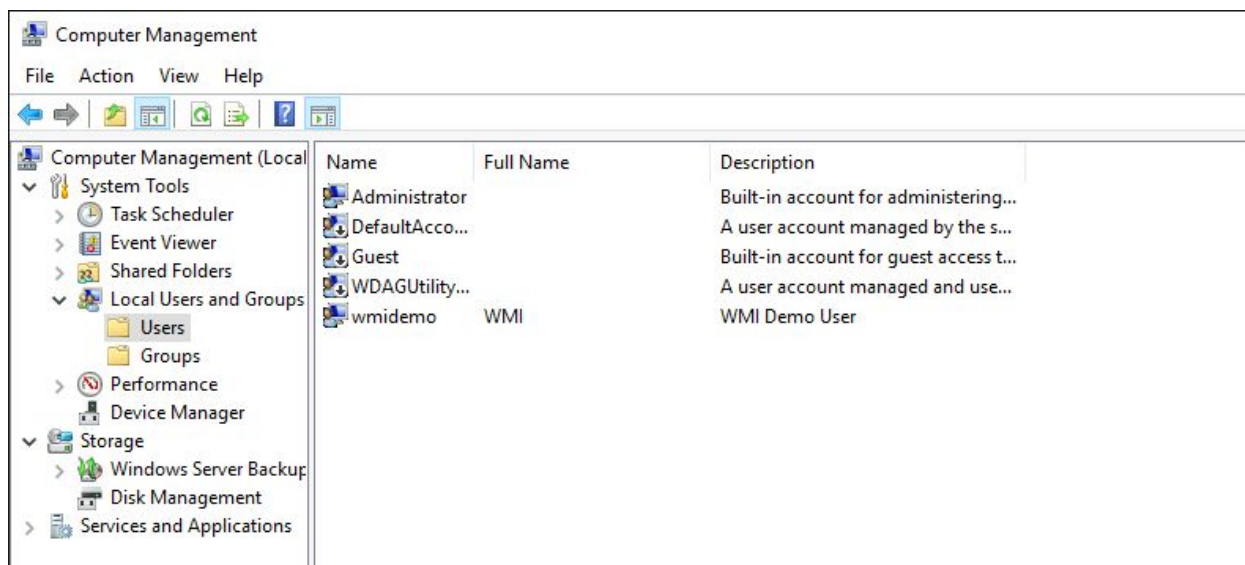 Computer Management
File Action View Help
Computer Management (Local
System Tools
Task Scheduler
Event Viewer
Shared Folders
Local Users and Groups
Users
Groups
Performance
Device Manager
Storage
Windows Server Backup
Disk Management
Services and Applications
Name Full Name Description
Administrator Built-in account for administering...
DefaultAcco... A user account managed by the s...
Guest Built-in account for guest access t...
WDAGUtility... A user account managed and use...
wmidemo WMI WMI Demo User